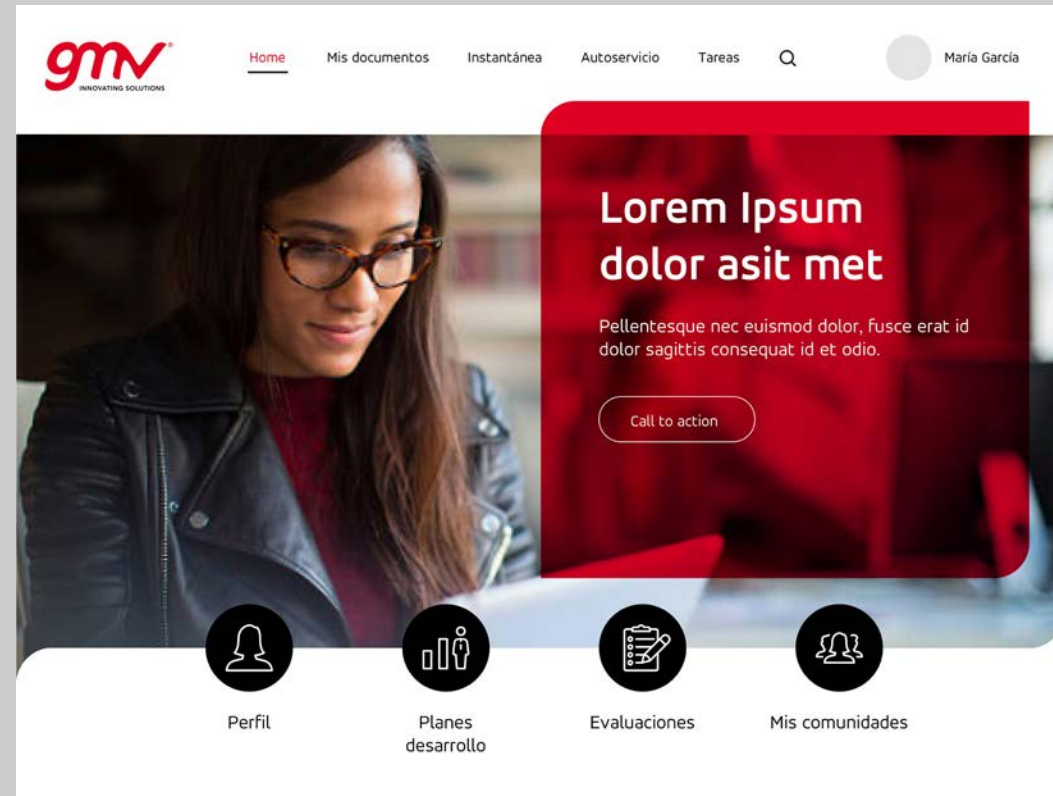 gmv®
INNOVATING SOLUTIONS
Home
Mis documentos
Instantánea
Autoservicio
Tareas
María García
Lorem Ipsum
dolor asit met
Pellentesque nec euismod dolor, fusce erat id
dolor sagittis consequat id et odio.
Call to action
Perfil
Planes
desarrollo
Evaluaciones
Mis comunidades